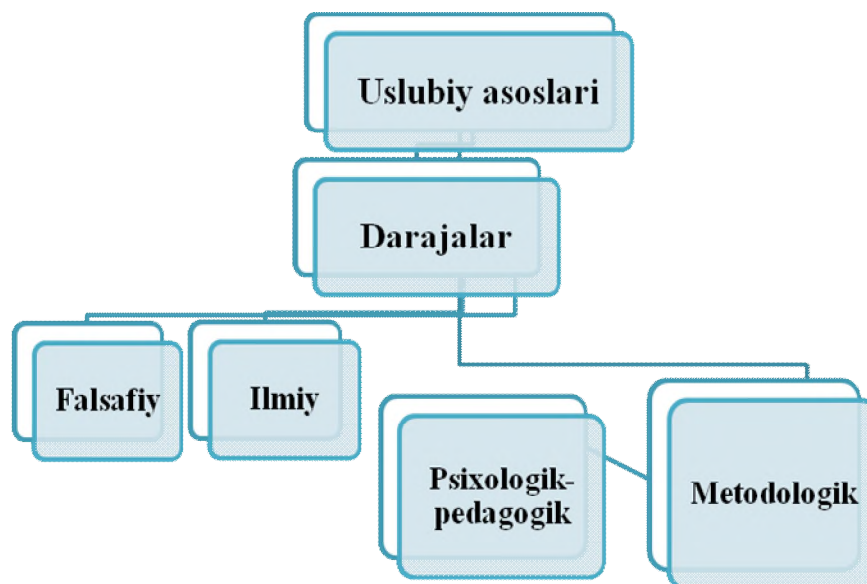 Uslubiy asoslari
Darajalar
Falsafiy
Ilmiy
Psixologik-
pedagogik
Metodologik